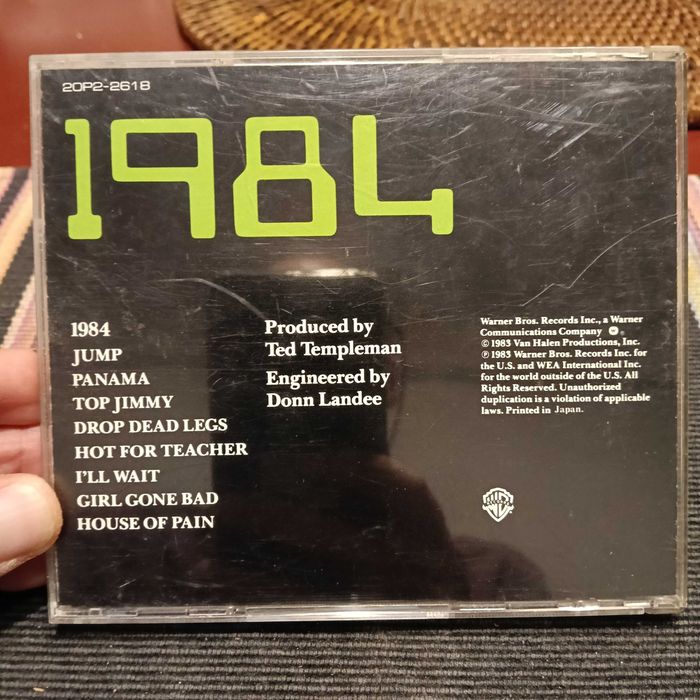 20P2-2618
1984
1984
JUMP
PANAMA
TOP JIMMY
DROP DEAD LEGS
HOT FOR TEACHER
I'LL WAIT
GIRL GONE BAD
HOUSE OF PAIN
Produced by
Ted Templeman
Engineered by
Donn Landee
Warner Bros. Records Inc., a Warner
Communications Company
© 1983 Van Halen Productions, Inc.
℗ 1983 Warner Bros. Records Inc. for
the U.S. and WEA International Inc.
for the world outside of the U.S. All
Rights Reserved. Unauthorized
duplication is a violation of applicable
laws. Printed in Japan.